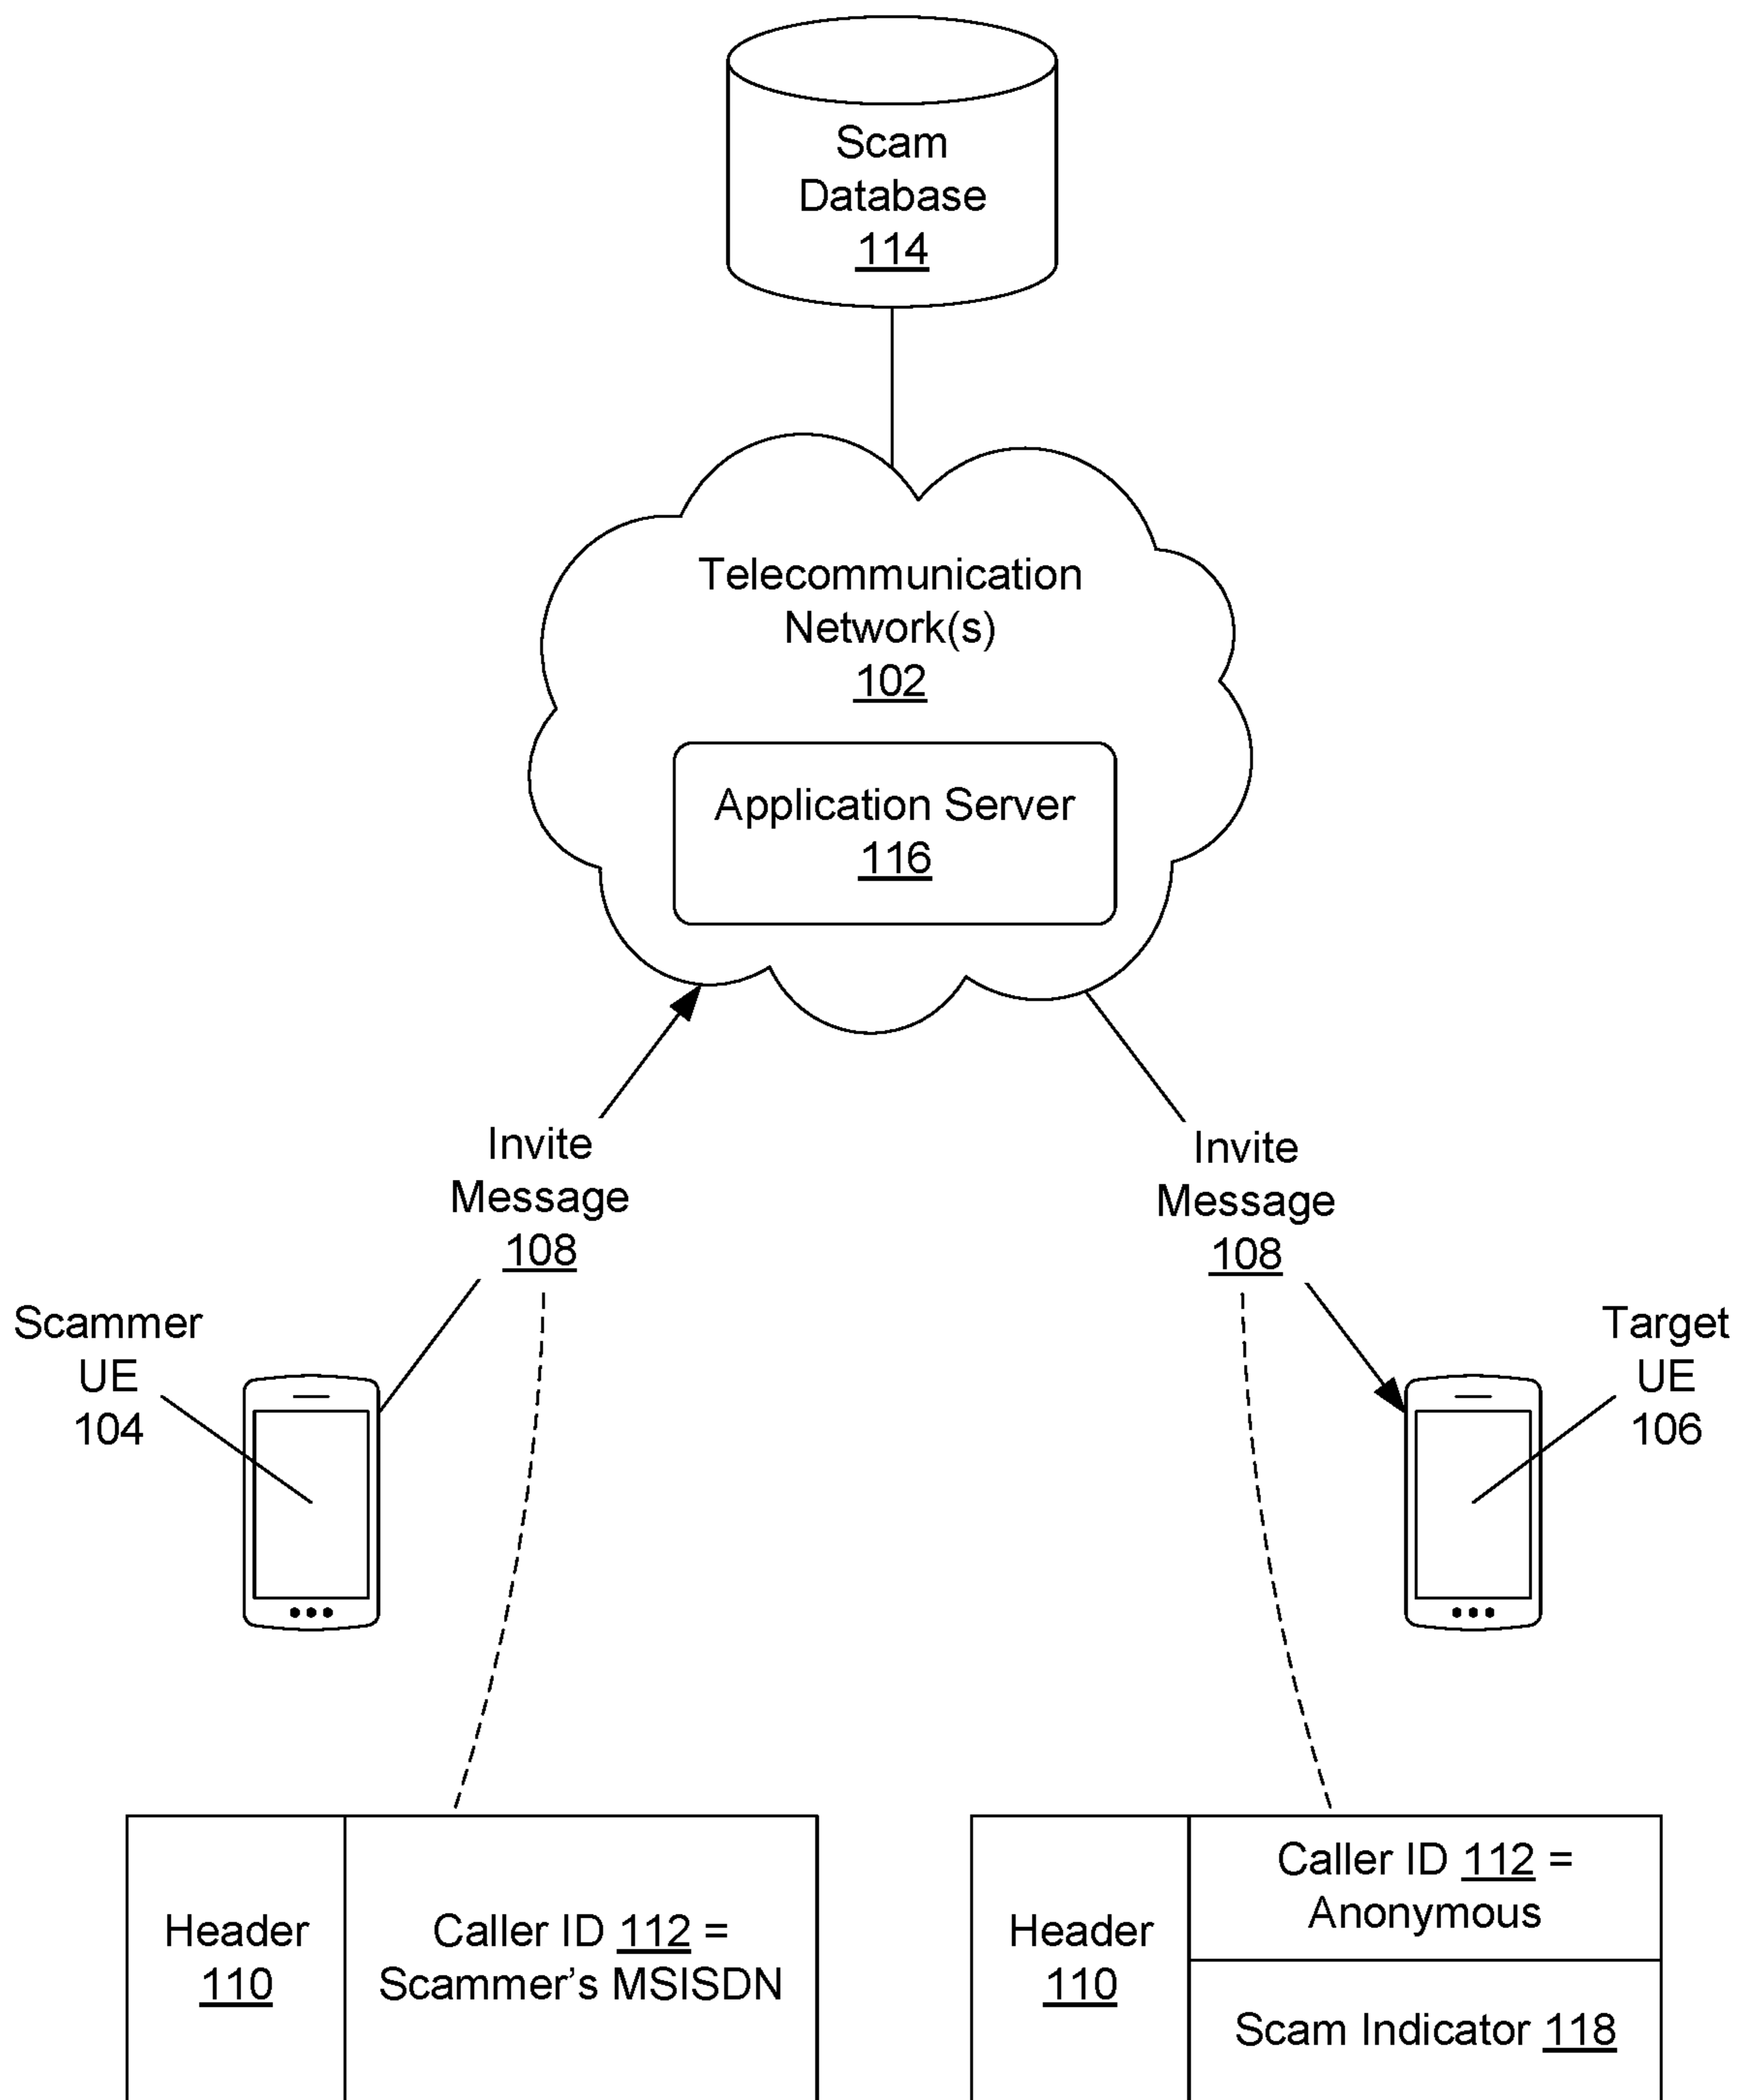 Scam
Database
114
Telecommunication
Network(s)
102
Application Server
116
Invite
Message
108
Invite
Message
108
Scammer
UE
104
Target
UE
106
Header
110
Caller ID 112 =
Scammer's MSISDN
Header
110
Caller ID 112 =
Anonymous
Scam Indicator 118